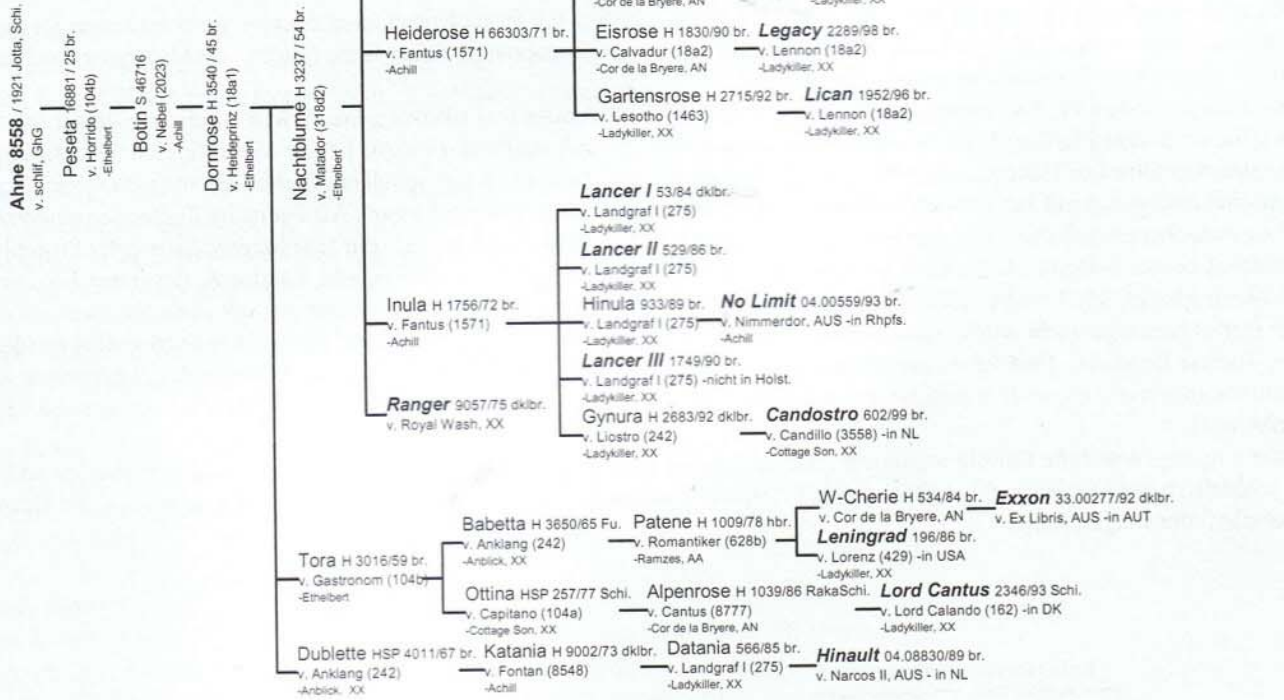 Ahne 8558 / 1921 Jotta, Schi.
v. schlif, GhG
Peseta 16881 / 25 br.
v. Horrido (104b)
-Ethelbert
Botin S 46716
v. Nebel (2023)
-Achill
Dornrose H 3540 / 45 br.
v. Heideprinz (18a1)
-Ethelbert
Nachtblume H 3237 / 54 br.
v. Matador (318d2)
-Ethelbert
-Cor de la Bryere, AN
-Ladykiller, XX
Heiderose H 66303/71 br.
v. Fantus (1571)
-Achill
Eisrose H 1830/90 br.
v. Calvadur (18a2)
-Cor de la Bryere, AN
Legacy 2289/98 br.
v. Lennon (18a2)
-Ladykiller, XX
Gartensrose H 2715/92 br.
v. Lesotho (1463)
-Ladykiller, XX
Lican 1952/96 br.
v. Lennon (18a2)
-Ladykiller, XX
Inula H 1756/72 br.
v. Fantus (1571)
-Achill
Lancer I 53/84 dklbr.
v. Landgraf I (275)
-Ladykiller, XX
Lancer II 529/86 br.
v. Landgraf I (275)
-Ladykiller, XX
Hinula 933/89 br.
v. Landgraf I (275)
-Ladykiller, XX
No Limit 04.00559/93 br.
v. Nimmerdor, AUS -in Rhpfs.
-Achill
Lancer III 1749/90 br.
v. Landgraf I (275) -nicht in Holst.
-Ladykiller, XX
Gynura H 2683/92 dklbr.
v. Liostro (242)
-Ladykiller, XX
Candostro 602/99 br.
v. Candillo (3558) -in NL
-Cottage Son, XX
Ranger 9057/75 dklbr.
v. Royal Wash, XX
Tora H 3016/59 br.
v. Gastronom (104b)
-Ethelbert
Babetta H 3650/65 Fu.
v. Anklang (242)
-Anblick, XX
Patene H 1009/78 hbr.
v. Romantiker (628b)
-Ramzes, AA
W-Cherie H 534/84 br.
v. Cor de la Bryere, AN
Exxon 33.00277/92 dklbr.
v. Ex Libris, AUS -in AUT
Leningrad 196/86 br.
v. Lorenz (429) -in USA
-Ladykiller, XX
Ottina HSP 257/77 Schi.
v. Capitano (104a)
-Cottage Son, XX
Alpenrose H 1039/86 RakaSchi.
v. Cantus (8777)
-Cor de la Bryere, AN
Lord Cantus 2346/93 Schi.
v. Lord Calando (162) -in DK
-Ladykiller, XX
Dublette HSP 4011/67 br.
v. Anklang (242)
-Anblick, XX
Katania H 9002/73 dklbr.
v. Fontan (8548)
-Achill
Datania 566/85 br.
v. Landgraf I (275)
-Ladykiller, XX
Hinault 04.08830/89 br.
v. Narcos II, AUS - in NL